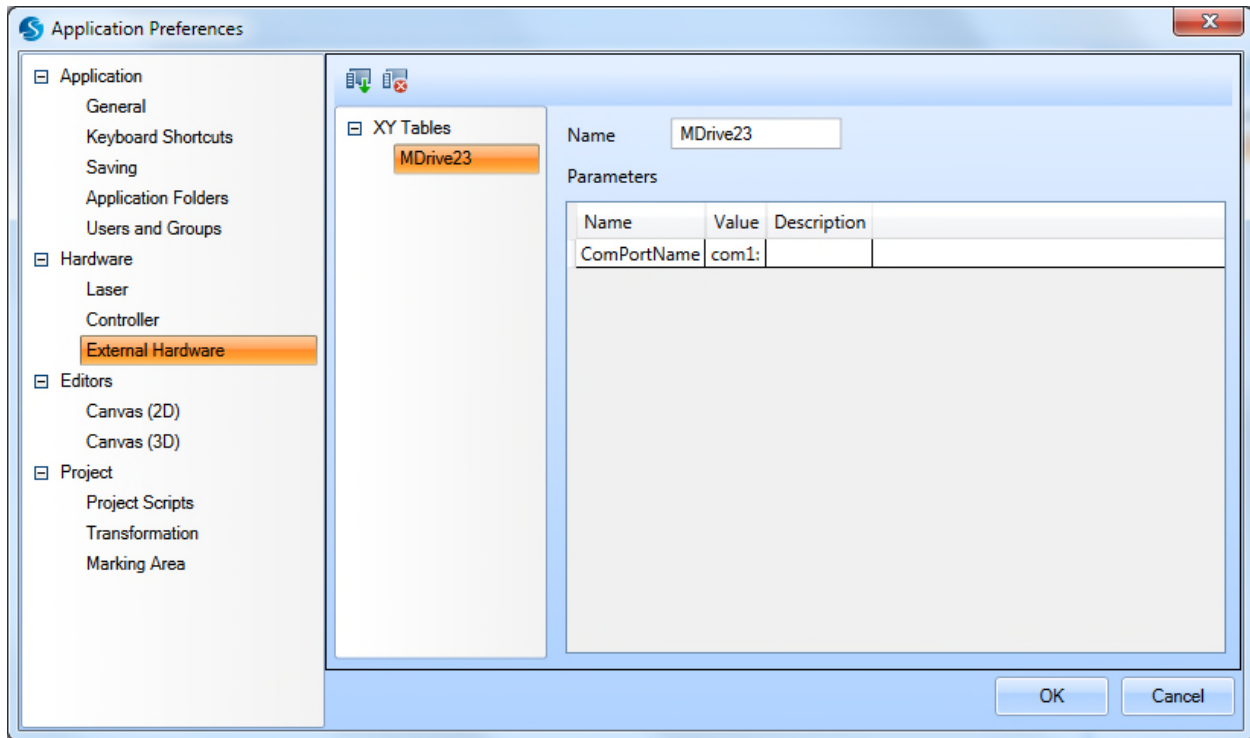 Application Preferences
Application
General
Keyboard Shortcuts
Saving
Application Folders
Users and Groups
Hardware
Laser
Controller
External Hardware
Editors
Canvas (2D)
Canvas (3D)
Project
Project Scripts
Transformation
Marking Area
XY Tables
MDrive23
Name MDrive23
Parameters
Name Value Description
ComPortName com1:
OK Cancel